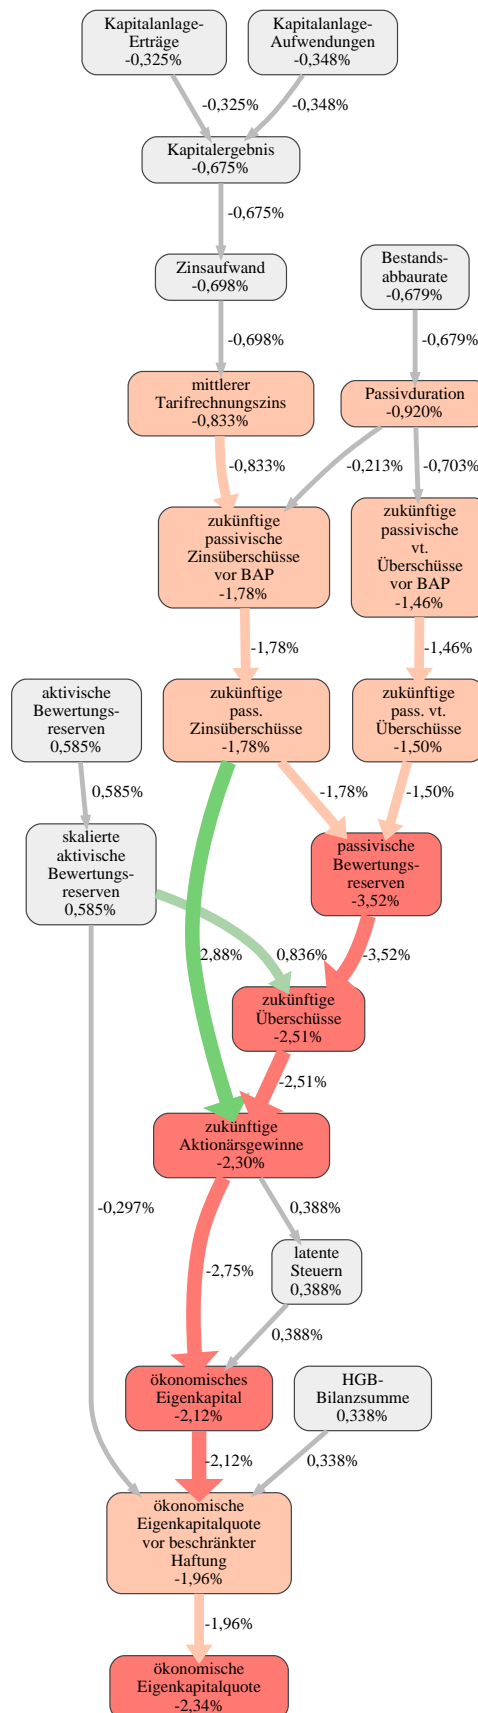 Kapitalanlage-
Erträge
-0,325%
Kapitalanlage-
Aufwendungen
-0,348%
-0,325%
-0,348%
Kapitalergebnis
-0,675%
-0,675%
Zinsaufwand
-0,698%
Bestands-
abbaurate
-0,679%
-0,698%
-0,679%
mittlerer
Tarifrechnungszins
-0,833%
Passivduration
-0,920%
-0,833%
-0,213%
-0,703%
zukünftige
passivische
Zinsüberschüsse
vor BAP
-1,78%
zukünftige
passivische
vt.
Überschüsse
vor BAP
-1,46%
-1,78%
-1,46%
aktivische
Bewertungs-
reserven
0,585%
zukünftige
pass.
Zinsüberschüsse
-1,78%
zukünftige
pass. vt.
Überschüsse
-1,50%
0,585%
-1,78%
-1,50%
skalierte
aktivische
Bewertungs-
reserven
0,585%
passivische
Bewertungs-
reserven
-3,52%
2,88%
0,836%
-3,52%
zukünftige
Überschüsse
-2,51%
-2,51%
zukünftige
Aktionärsgewinne
-2,30%
-0,297%
0,388%
-2,75%
latente
Steuern
0,388%
0,388%
ökonomisches
Eigenkapital
-2,12%
HGB-
Bilanzsumme
0,338%
-2,12%
0,338%
ökonomische
Eigenkapitalquote
vor beschränkter
Haftung
-1,96%
-1,96%
ökonomische
Eigenkapitalquote
-2,34%